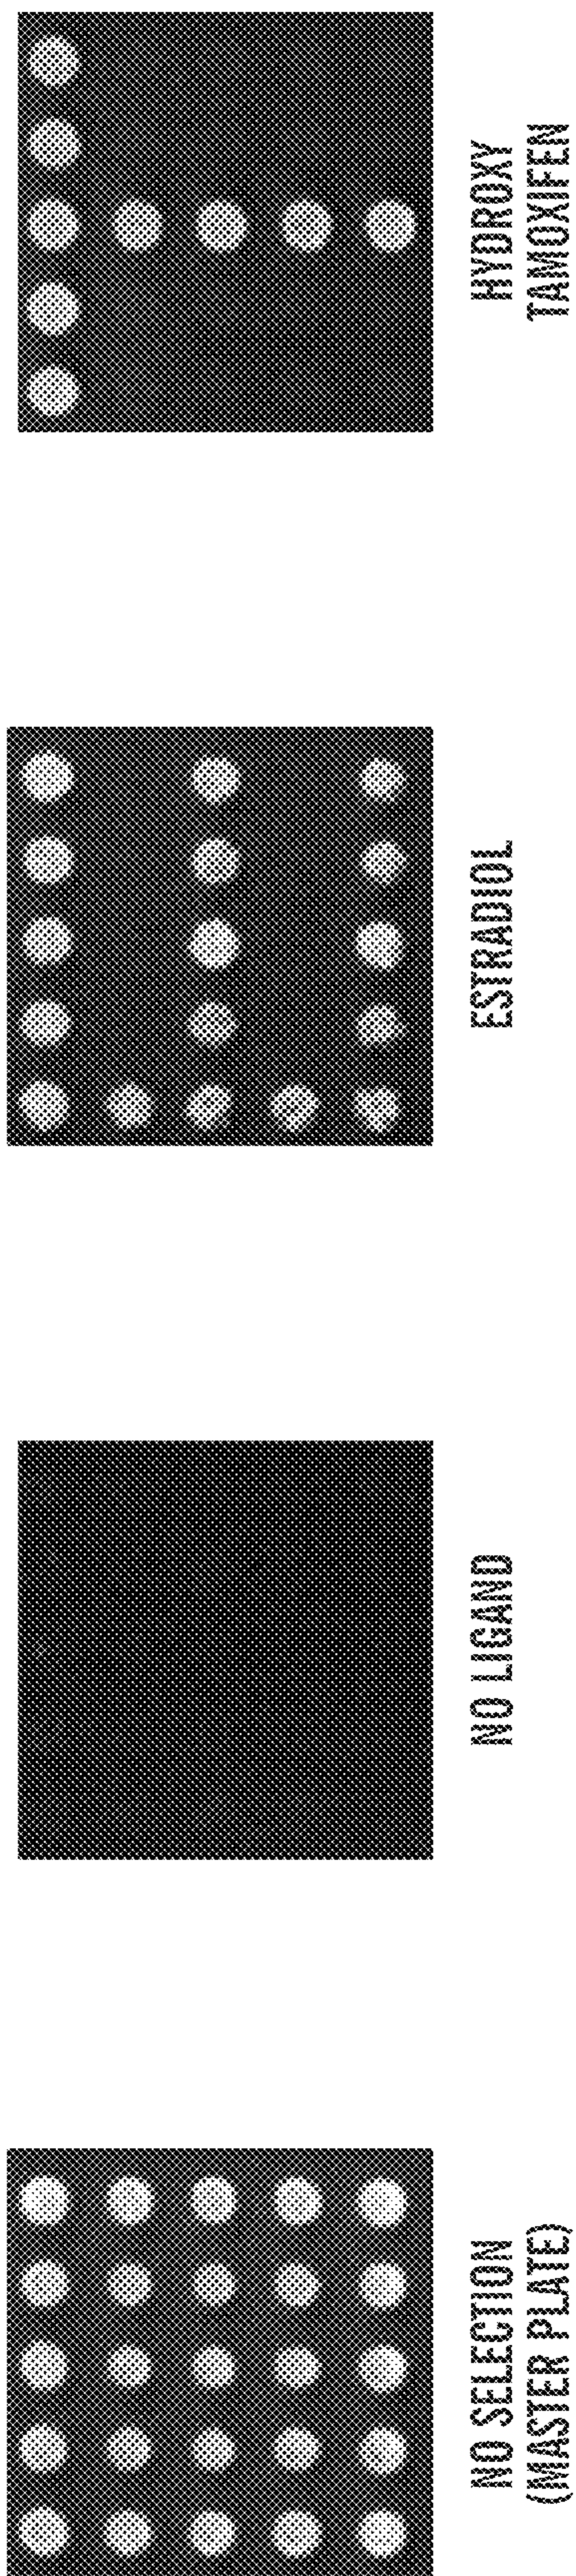 NO SELECTION
(MASTER PLATE)
NO LIGAND
ESTRADIOL
HYDROXY
TAMOXIFEN